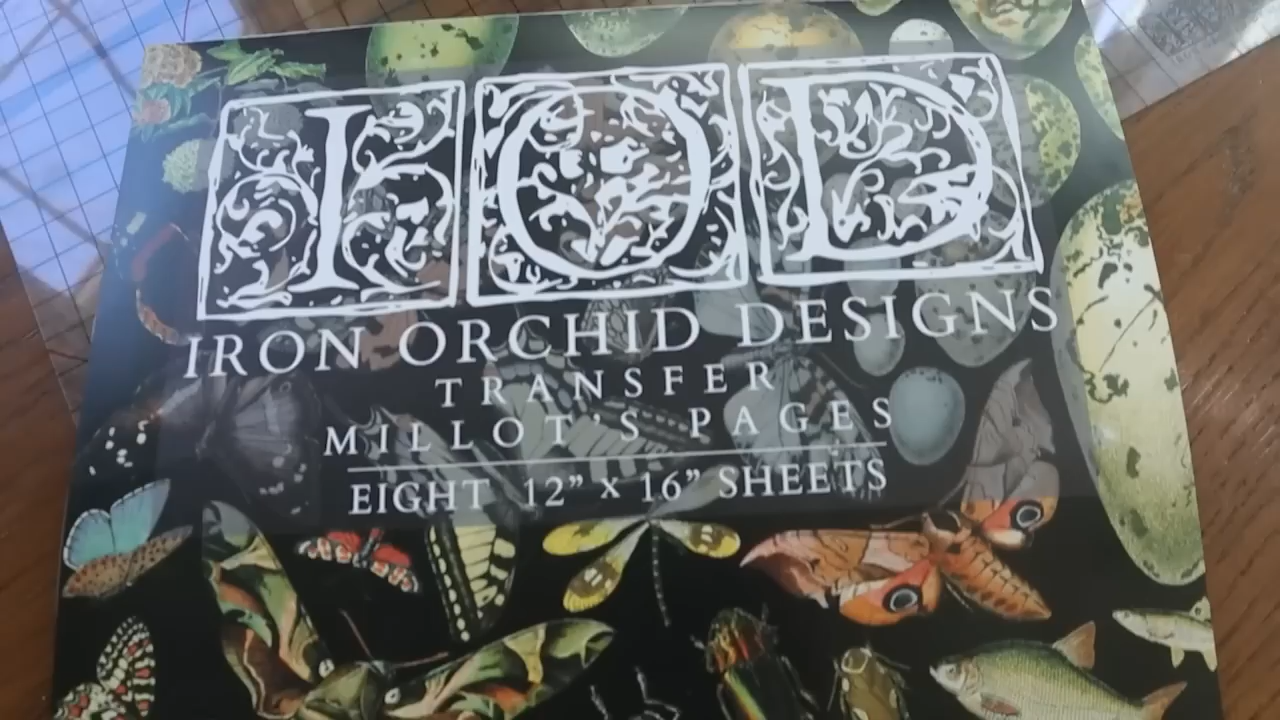 IOD
IRON ORCHID DESIGNS
TRANSFER
MILLOT'S PAGES
EIGHT 12” x 16” SHEETS